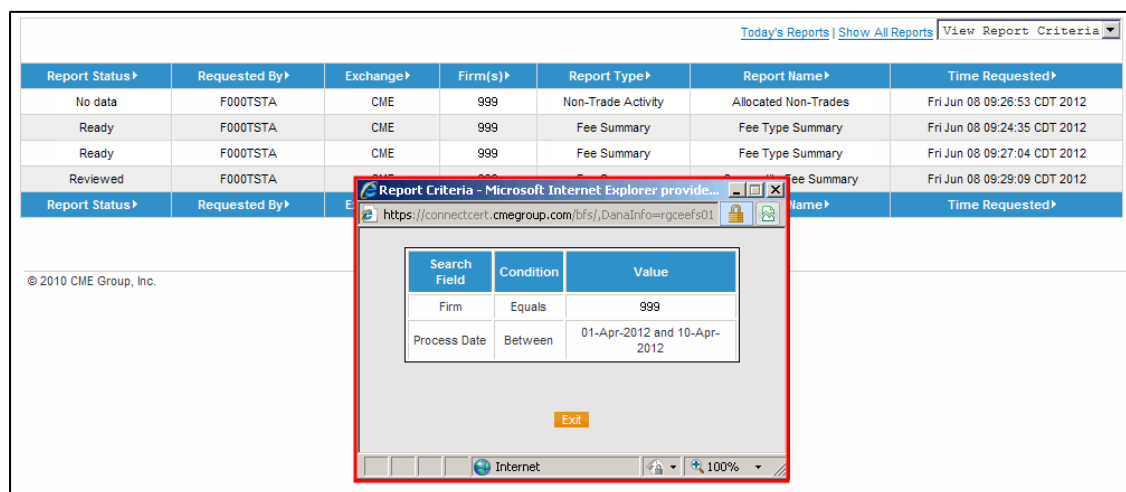 Today's Reports | Show All Reports View Report Criteria
Report Status Requested By Exchange Firm(s) Report Type Report Name Time Requested
No data F000TSTA CME 999 Non-Trade Activity Allocated Non-Trades Fri Jun 08 09:26:53 CDT 2012
Ready F000TSTA CME 999 Fee Summary Fee Type Summary Fri Jun 08 09:24:35 CDT 2012
Ready F000TSTA CME 999 Fee Summary Fee Type Summary Fri Jun 08 09:27:04 CDT 2012
Reviewed F000TSTA Fee Summary Fri Jun 08 09:29:09 CDT 2012
Report Status Requested By E Name Time Requested
Report Criteria - Microsoft Internet Explorer provide...
https://connectcert.cmegroup.com/bfs/,DanaInfo=rgceefs01
Search
Field Condition Value
Firm Equals 999
Process Date Between 01-Apr-2012 and 10-Apr-
2012
Exit
Internet 100%
© 2010 CME Group, Inc.